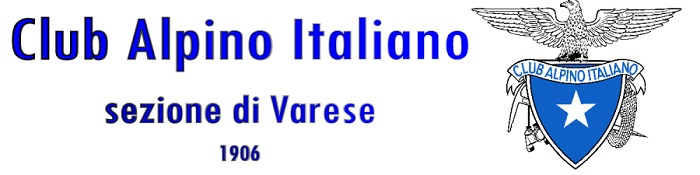 Club Alpino Italiano
sezione di Varese
1906
CLUB ALPINO ITALIANO